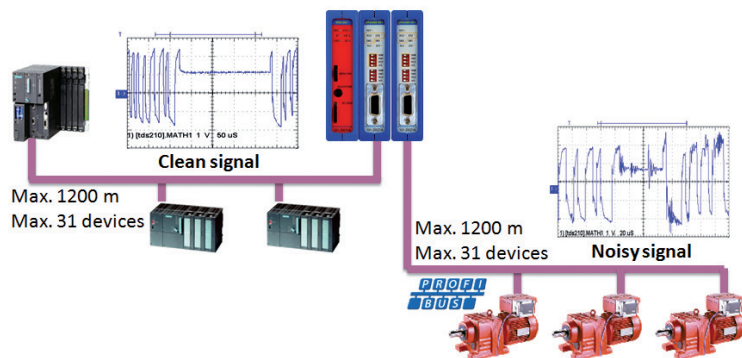 1) [tds210].MATH1 1 V 50 uS
Clean signal
Max. 1200 m
Max. 31 devices
Max. 1200 m
Max. 31 devices
1) [tds210].MATH1 1 V 20 uS
Noisy signal
PROFI
BUS